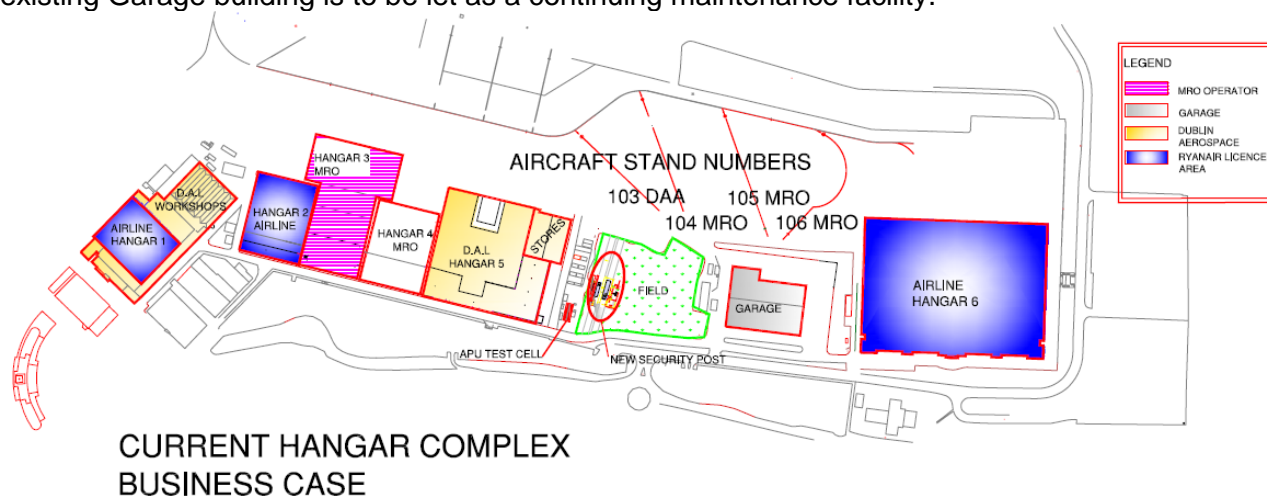 existing Garage building is to be let as a continuing maintenance facility.
LEGEND
MRO OPERATOR
GARAGE
DUBLIN
AEROSPACE
RYANAIR LICENCE
AREA
HANGAR 3
MRO
AIRCRAFT STAND NUMBERS
103 DAA
105 MRO
104 MRO
106 MRO
D.A.L
WORKSHOPS
AIRLINE
HANGAR 1
HANGAR 2
AIRLINE
HANGAR 4
MRO
D.A.L
HANGAR 5
STORES
FIELD
GARAGE
AIRLINE
HANGAR 6
APU TEST CELL
NEW SECURITY POST
CURRENT HANGAR COMPLEX
BUSINESS CASE